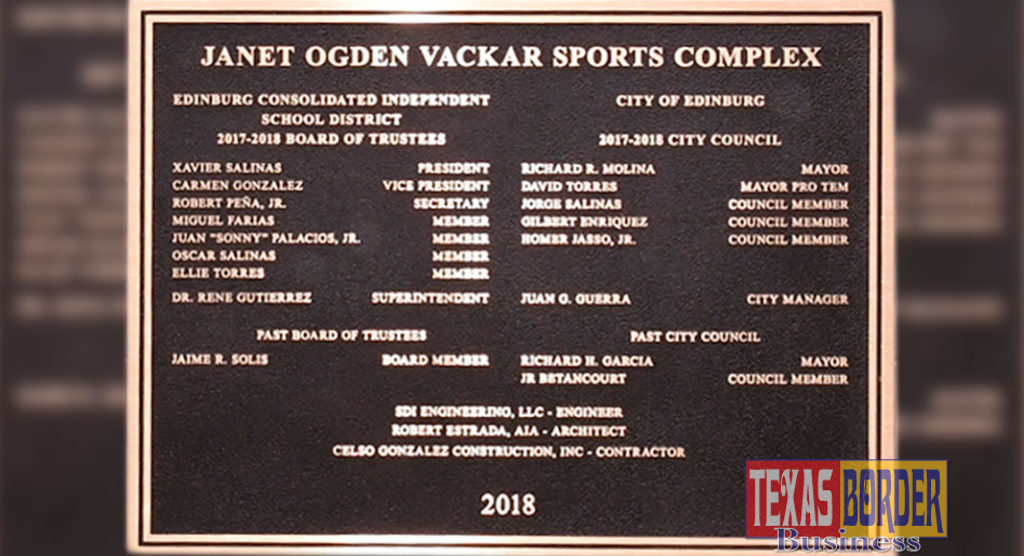 JANET OGDEN VACKAR SPORTS COMPLEX
EDINBURG CONSOLIDATED INDEPENDENT
SCHOOL DISTRICT
2017-2018 BOARD OF TRUSTEES
XAVIER SALINAS PRESIDENT
CARMEN GONZALEZ VICE PRESIDENT
ROBERT PEÑA, JR. SECRETARY
MIGUEL FARIAS MEMBER
JUAN "SONNY" PALACIOS, JR. MEMBER
OSCAR SALINAS MEMBER
ELLIE TORRES MEMBER
DR. RENE GUTIERREZ SUPERINTENDENT
PAST BOARD OF TRUSTEES
JAIME R. SOLIS BOARD MEMBER
CITY OF EDINBURG
2017-2018 CITY COUNCIL
RICHARD R. MOLINA MAYOR
DAVID TORRES MAYOR PRO TEM
JORGE SALINAS COUNCIL MEMBER
GILBERT ENRIQUEZ COUNCIL MEMBER
HOMER JASSO, JR. COUNCIL MEMBER
JUAN G. GUERRA CITY MANAGER
PAST CITY COUNCIL
RICHARD H. GARCIA MAYOR
JR BETANCOURT COUNCIL MEMBER
SDI ENGINEERING, LLC - ENGINEER
ROBERT ESTRADA, AIA - ARCHITECT
CELSO GONZALEZ CONSTRUCTION, INC - CONTRACTOR
2018
TEXAS BORDER
Business